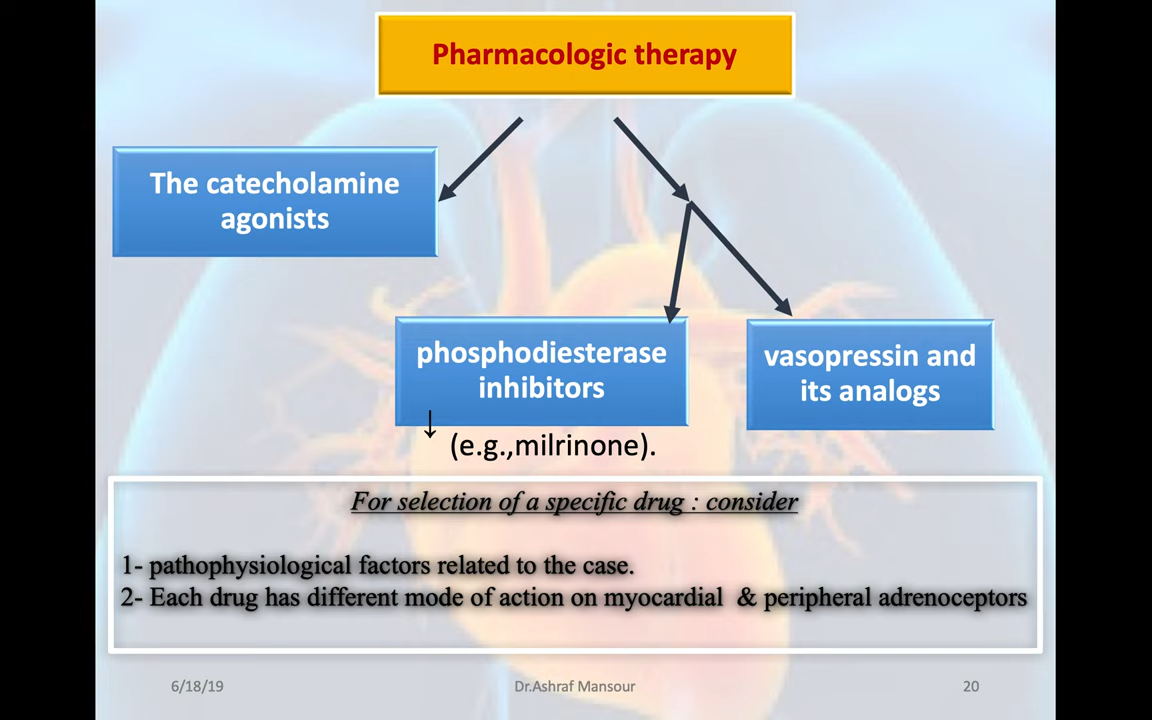 Pharmacologic therapy
The catecholamine
agonists
phosphodiesterase
inhibitors
↓
(e.g.,milrinone).
vasopressin and
its analogs
For selection of a specific drug : consider
1- pathophysiological factors related to the case.
2- Each drug has different mode of action on myocardial & peripheral adrenoceptors
6/18/19
Dr.Ashraf Mansour
20